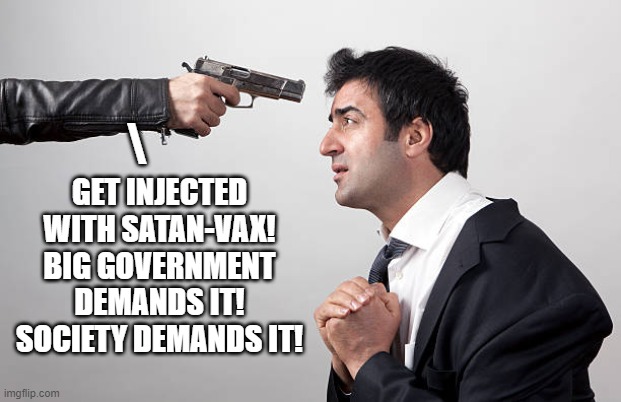 \
GET INJECTED
WITH SATAN-VAX!
BIG GOVERNMENT
DEMANDS IT!
SOCIETY DEMANDS IT!
imgflip.com